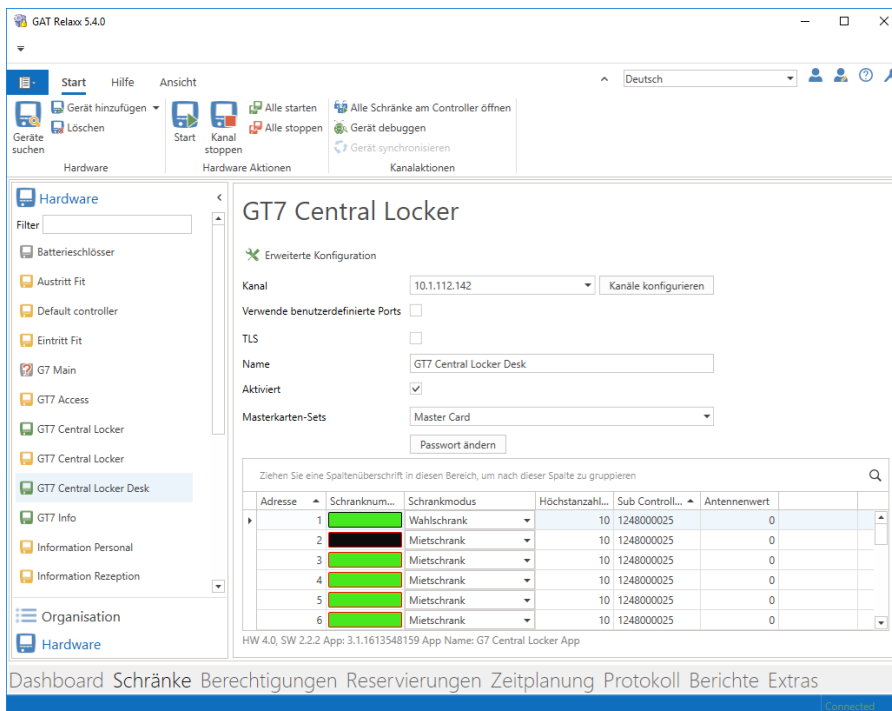 GAT Relaxx 5.4.0
Start Hilfe Ansicht Deutsch
Geräte suchen
Gerät hinzufügen
Löschen
Hardware
Start
Kanal stoppen
Alle starten
Alle stoppen
Hardware Aktionen
Alle Schränke am Controller öffnen
Gerät debuggen
Gerät synchronisieren
Kanalaktionen
Hardware
Filter
Batterieschlösser
Austritt Fit
Default controller
Eintritt Fit
G7 Main
GT7 Access
GT7 Central Locker
GT7 Central Locker
GT7 Central Locker Desk
GT7 Info
Information Personal
Information Rezeption
Organisation
Hardware
GT7 Central Locker
Erweiterte Konfiguration
Kanal 10.1.112.142 Kanäle konfigurieren
Verwende benutzerdefinierte Ports
TLS
Name GT7 Central Locker Desk
Aktiviert
Masterkarten-Sets Master Card
Passwort ändern
Ziehen Sie eine Spaltenüberschrift in diesen Bereich, um nach dieser Spalte zu gruppieren
Adresse Schranknum... Schrankmodus Höchstanzahl... Sub Controll... Antennenwert
1 Wahlschrank 10 1248000025 0
2 Mietschrank 10 1248000025 0
3 Mietschrank 10 1248000025 0
4 Mietschrank 10 1248000025 0
5 Mietschrank 10 1248000025 0
6 Mietschrank 10 1248000025 0
HW 4.0, SW 2.2.2 App: 3.1.1613548159 App Name: G7 Central Locker App
Dashboard Schränke Berechtigungen Reservierungen Zeitplanung Protokoll Berichte Extras
Connected